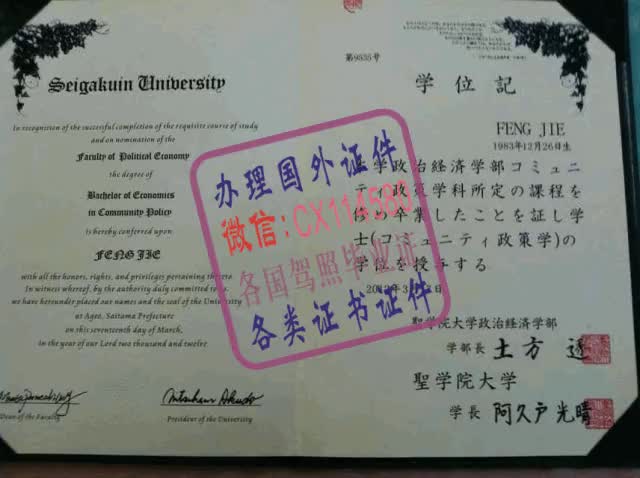 Seigakuin University
In recognition of the successful completion of the requisite course of study
and on nomination of the
Faculty of Political Economy
the degree of
Bachelor of Economics
in Community Policy
is hereby conferred upon
FENG JIE
with all the honors, rights, and privileges pertaining thereto.
In witness whereof, by the authority duly committed to us,
we have hereunder placed our names and the seal of the University
at Ageo, Saitama Prefecture
on this seventeenth day of March,
in the year of our Lord two thousand and twelve
Dean of the Faculty
President of the University
第9335号
学位記
FENG JIE
1983年12月26日生
学政治経済学部コミュニ
ティ政策学科所定の課程を
修め卒業したことを証し学
士(コミュニティ政策学)の
学位を授与する
聖学院大学政治経済学部
学部長 土方 透
聖学院大学
学長 阿久戸 光晴
办理国外证件
微信:CX114580
各国驾照毕业证
各类证书证件